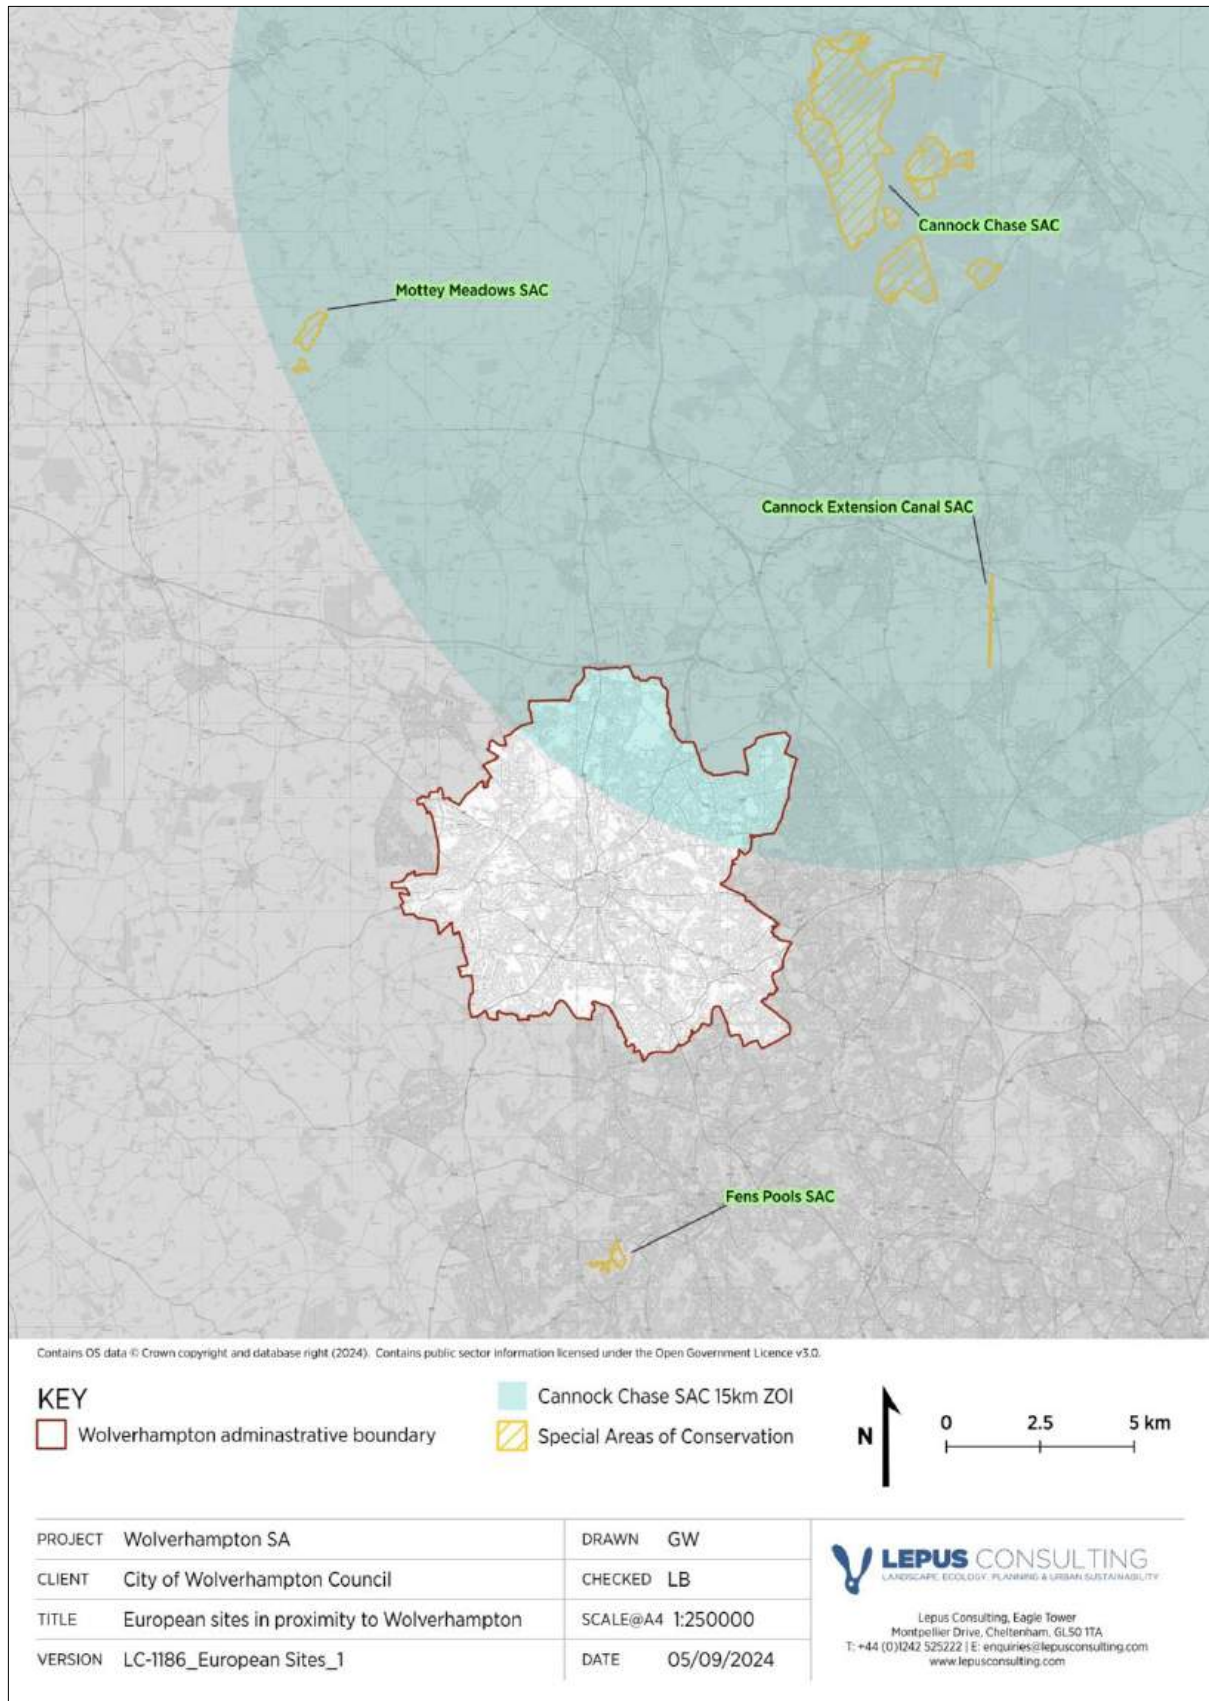 Cannock Chase SAC
Mottey Meadows SAC
Cannock Extension Canal SAC
Fens Pools SAC
Contains OS data © Crown copyright and database right (2024). Contains public sector information licensed under the Open Government Licence v3.0.
KEY
Wolverhampton adminastrative boundary
Cannock Chase SAC 15km ZOI
Special Areas of Conservation
N
0 2.5 5 km
PROJECT Wolverhampton SA
CLIENT City of Wolverhampton Council
TITLE European sites in proximity to Wolverhampton
VERSION LC-1186_European Sites_1
DRAWN GW
CHECKED LB
SCALE@A4 1:250000
DATE 05/09/2024
LEPUS CONSULTING
LANDSCAPE, ECOLOGY, PLANNING & URBAN SUSTAINABILITY
Lepus Consulting, Eagle Tower
Montpellier Drive, Cheltenham, GL50 1TA
T: +44 (0)1242 525222 | E: enquiries@lepusconsulting.com
www.lepusconsulting.com